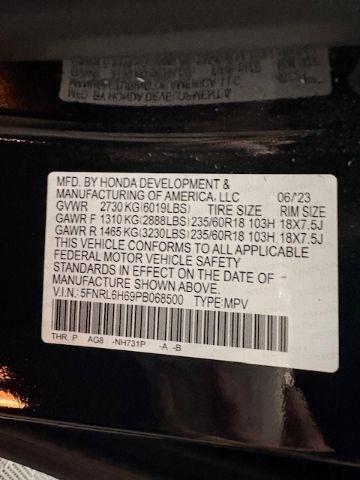 MFD. BY HONDA DEVELOPMENT &
MANUFACTURING OF AMERICA, LLC 06/23
GVWR 2730 KG(6019LBS) TIRE SIZE RIM SIZE
GAWR F 1310 KG(2888LBS) 235/60R18 103H 18X7.5J
GAWR R 1465 KG(3230LBS) 235/60R18 103H 18X7.5J
THIS VEHICLE CONFORMS TO ALL APPLICABLE
FEDERAL MOTOR VEHICLE SAFETY
STANDARDS IN EFFECT ON THE DATE OF
MANUFACTURE SHOWN ABOVE.
V.I.N.: 5FNRL6H69PB068500 TYPE:MPV
THR P AG8 -NH731P -A -B